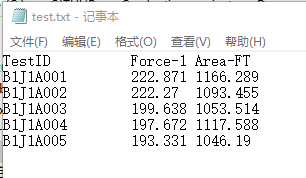 test.txt - 记事本
文件(F) 编辑(E) 格式(O) 查看(V) 帮助(H)
TestID Force-1 Area-FT
B1J1A001 222.871 1166.289
B1J1A002 222.27 1093.455
B1J1A003 199.638 1053.514
B1J1A004 197.672 1117.588
B1J1A005 193.331 1046.19